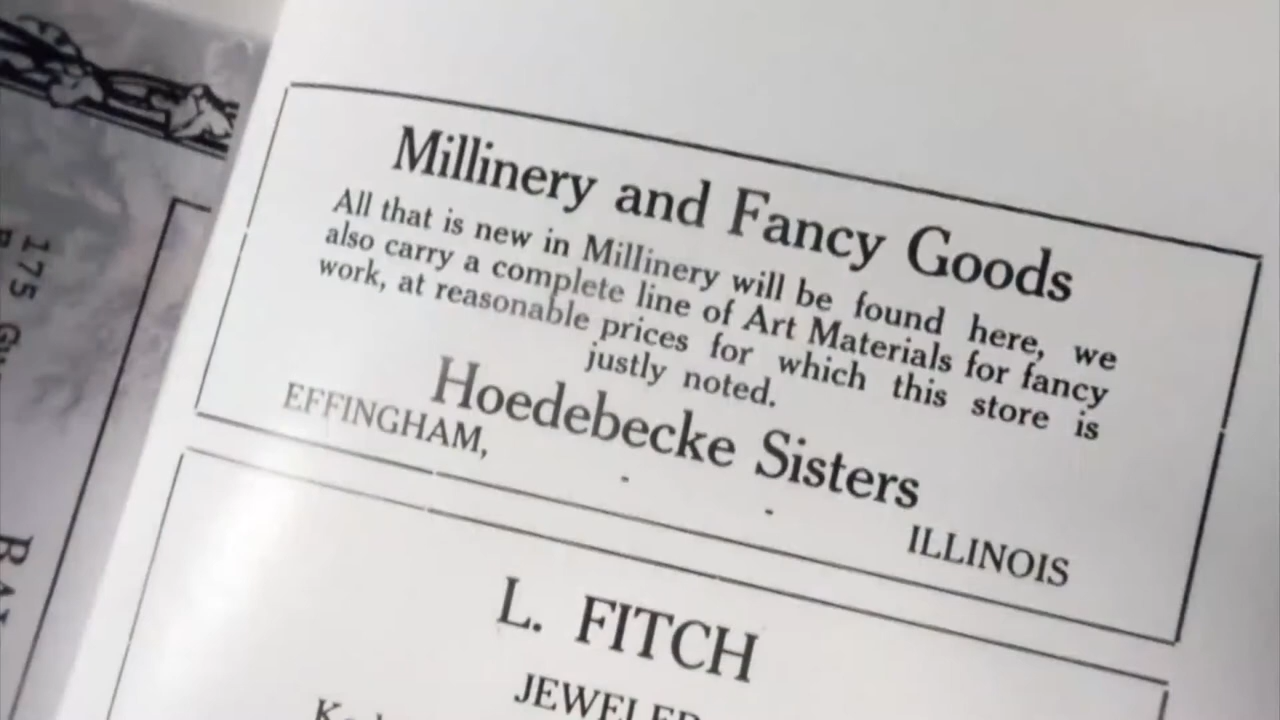 Millinery and Fancy Goods
All that is new in Millinery will be found here, we
also carry a complete line of Art Materials for fancy
work, at reasonable prices for which this store is
justly noted.
Hoedebecke Sisters
EFFINGHAM, - - ILLINOIS
L. FITCH
JEWELER
175